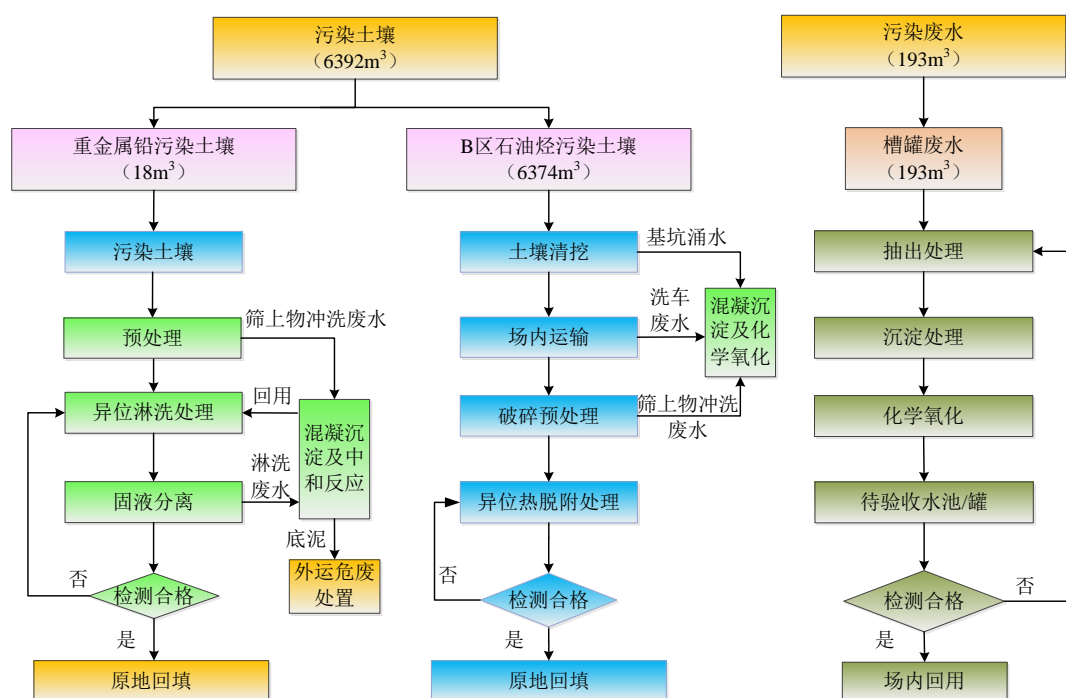 污染土壤
（6392m³）
重金属铅污染土壤
（18m³）
污染土壤
预处理
筛上物冲洗废水
异位淋洗处理
回用
混凝沉
淀及中
和反应
固液分离
淋洗
废水
底泥
外运危废
处置
检测合格
否
是
原地回填
B区石油烃污染土壤
（6374m³）
土壤清挖
基坑涌水
场内运输
洗车
废水
混凝沉
淀及化
学氧化
破碎预处理
筛上物冲洗
废水
异位热脱附处理
检测合格
否
是
原地回填
污染废水
（193m³）
槽罐废水
（193m³）
抽出处理
沉淀处理
化学氧化
待验收水池/罐
检测合格
否
是
场内回用